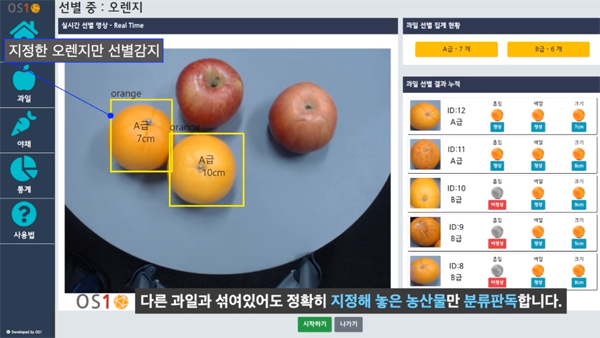 OS1
선별 중 : 오렌지
실시간 선별 영상 - Real Time
지정한 오렌지만 선별감지
과일
야채
통계
사용법
Developed by OS1
orange
A급
7cm
orange
A급
10cm
과일 선별 집계 현황
A급 - 7 개
B급 - 6 개
과일 선별 결과 누적
ID:12
A급
흠집
색깔
크기
정상
정상
7cm
ID:11
A급
흠집
색깔
크기
정상
정상
8cm
ID:10
B급
흠집
색깔
크기
비정상
정상
9cm
ID:9
B급
흠집
색깔
크기
비정상
정상
9cm
ID:8
B급
흠집
색깔
크기
비정상
정상
8cm
OS1
다른 과일과 섞여있어도 정확히 지정해 놓은 농산물만 분류판독합니다.
시작하기
나가기